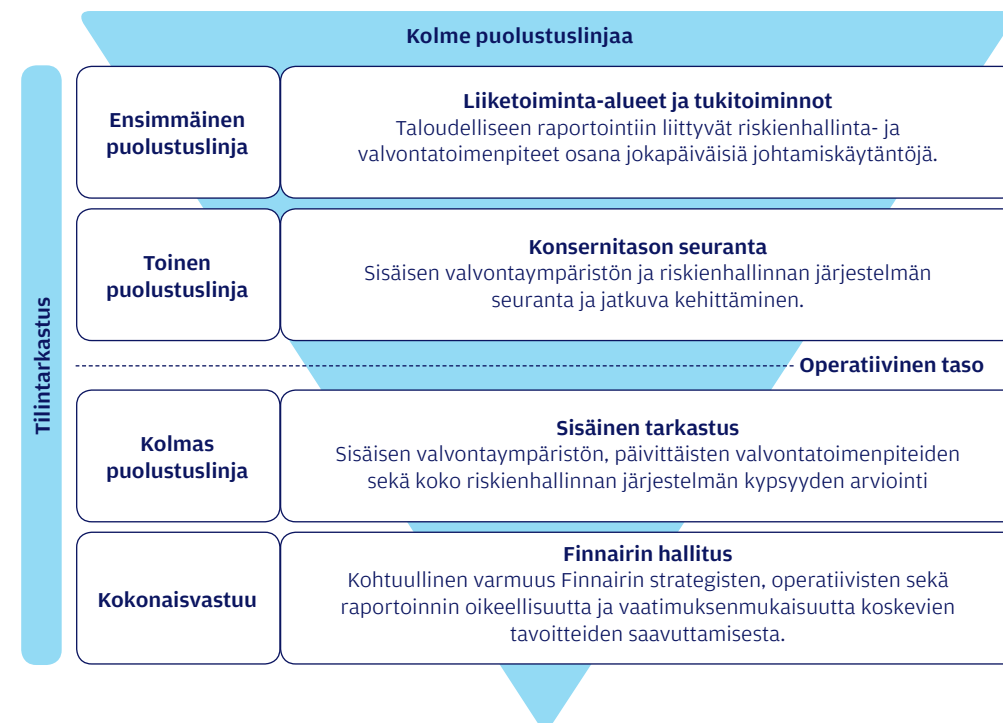 Kolme puolustuslinjaa
Tilintarkastus
Ensimmäinen
puolustuslinja
Liiketoiminta-alueet ja tukitoiminnot
Taloudelliseen raportointiin liittyvät riskienhallinta- ja
valvontatoimenpiteet osana jokapäiväisiä johtamiskäytäntöjä.
Toinen
puolustuslinja
Konsernitason seuranta
Sisäisen valvontaympäristön ja riskienhallinnan järjestelmän
seuranta ja jatkuva kehittäminen.
Operatiivinen taso
Kolmas
puolustuslinja
Sisäinen tarkastus
Sisäisen valvontaympäristön, päivittäisten valvontatoimenpiteiden
sekä koko riskienhallinnan järjestelmän kypsyyden arviointi
Kokonaisvastuu
Finnairin hallitus
Kohtuullinen varmuus Finnairin strategisten, operatiivisten sekä
raportoinnin oikeellisuutta ja vaatimuksenmukaisuutta koskevien
tavoitteiden saavuttamisesta.